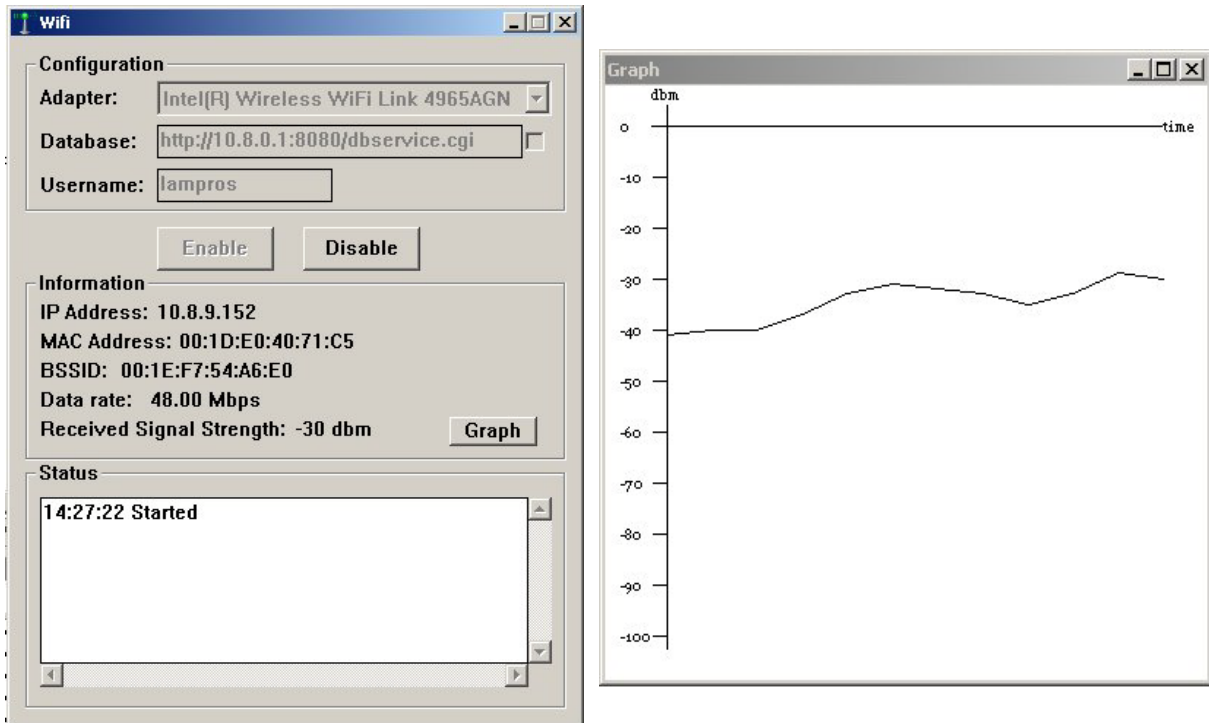 Wifi
Configuration
Adapter: Intel(R) Wireless WiFi Link 4965AGN
Database: http://10.8.0.1:8080/dbservice.cgi
Username: lampros
Enable Disable
Information
IP Address: 10.8.9.152
MAC Address: 00:1D:E0:40:71:C5
BSSID: 00:1E:F7:54:A6:E0
Data rate: 48.00 Mbps
Received Signal Strength: -30 dbm Graph
Status
14:27:22 Started
Graph
dbm
0 time
-10
-20
-30
-40
-50
-60
-70
-80
-90
-100